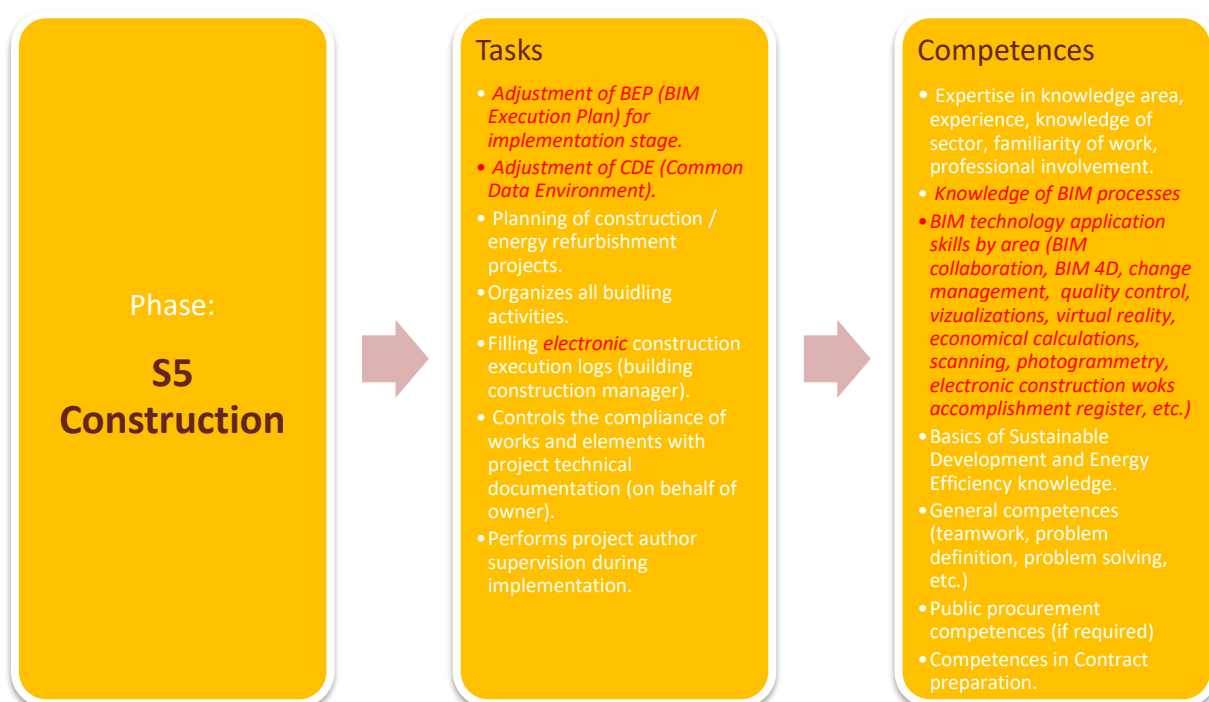 Phase:
S5
Construction
Tasks
• Adjustment of BEP (BIM
Execution Plan) for
implementation stage.
• Adjustment of CDE (Common
Data Environment).
• Planning of construction /
energy refurbishment
projects.
•Organizes all buidling
activities.
•Filling electronic construction
execution logs (building
construction manager).
• Controls the compliance of
works and elements with
project technical
documentation (on behalf of
owner).
•Performs project author
supervision during
implementation.
Competences
• Expertise in knowledge area,
experience, knowledge of
sector, familiarity of work,
professional involvement.
• Knowledge of BIM processes
•BIM technology application
skills by area (BIM
collaboration, BIM 4D, change
management, quality control,
vizualizations, virtual reality,
economical calculations,
scanning, photogrammetry,
electronic construction woks
accomplishment register, etc.)
•Basics of Sustainable
Development and Energy
Efficiency knowledge.
•General competences
(teamwork, problem
definition, problem solving,
etc.)
•Public procurement
competences (if required)
•Competences in Contract
preparation.